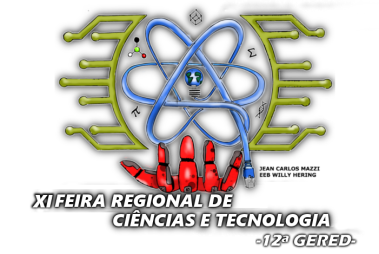 Σ
π
JEAN CARLOS MAZZI
EEB WILLY HERING
XI FEIRA REGIONAL DE
CIÊNCIAS E TECNOLOGIA
-12ª GERED-